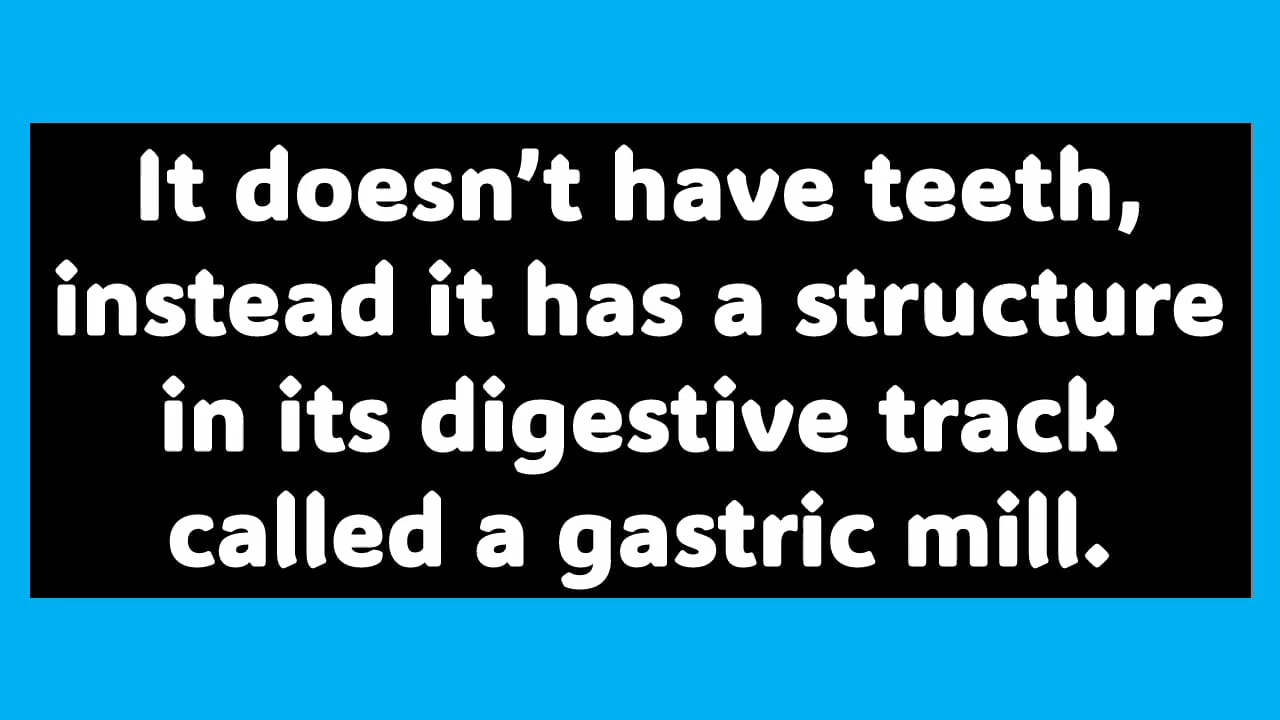 It doesn’t have teeth,
instead it has a structure
in its digestive track
called a gastric mill.